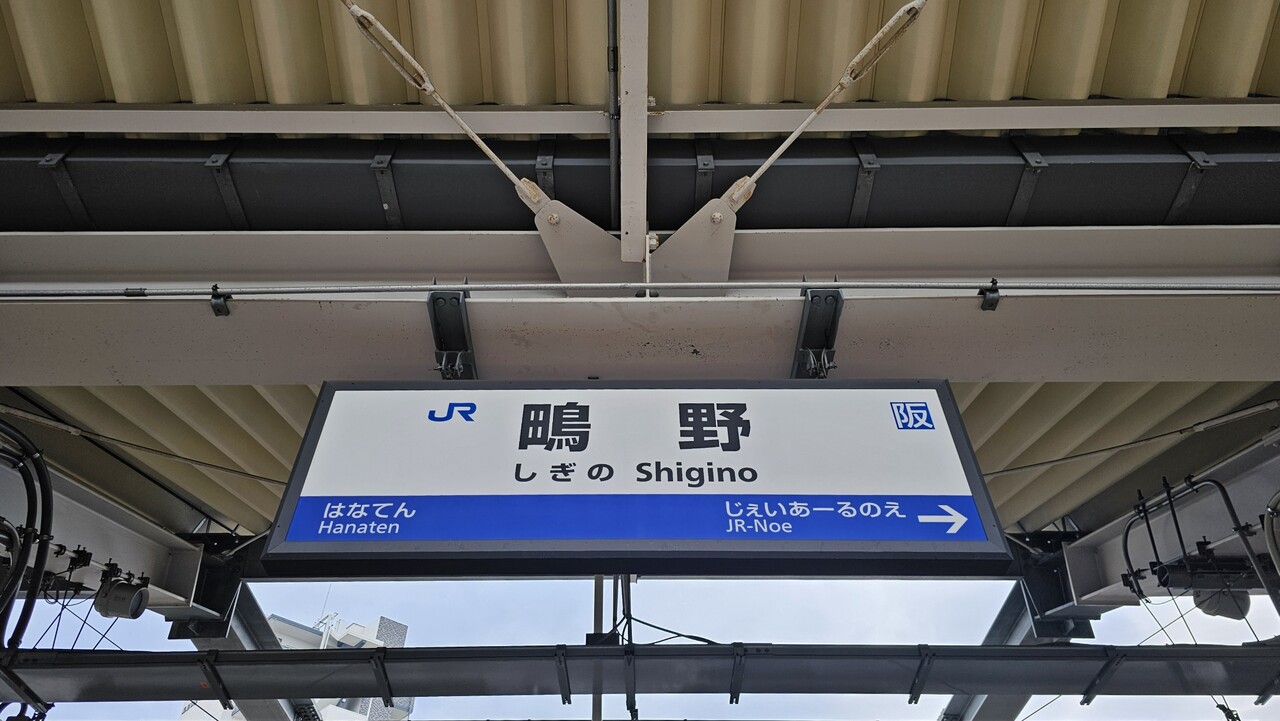 JR 鴫野 阪
しぎの Shigino
はなてん じぇいあーるのえ →
Hanaten JR-Noe